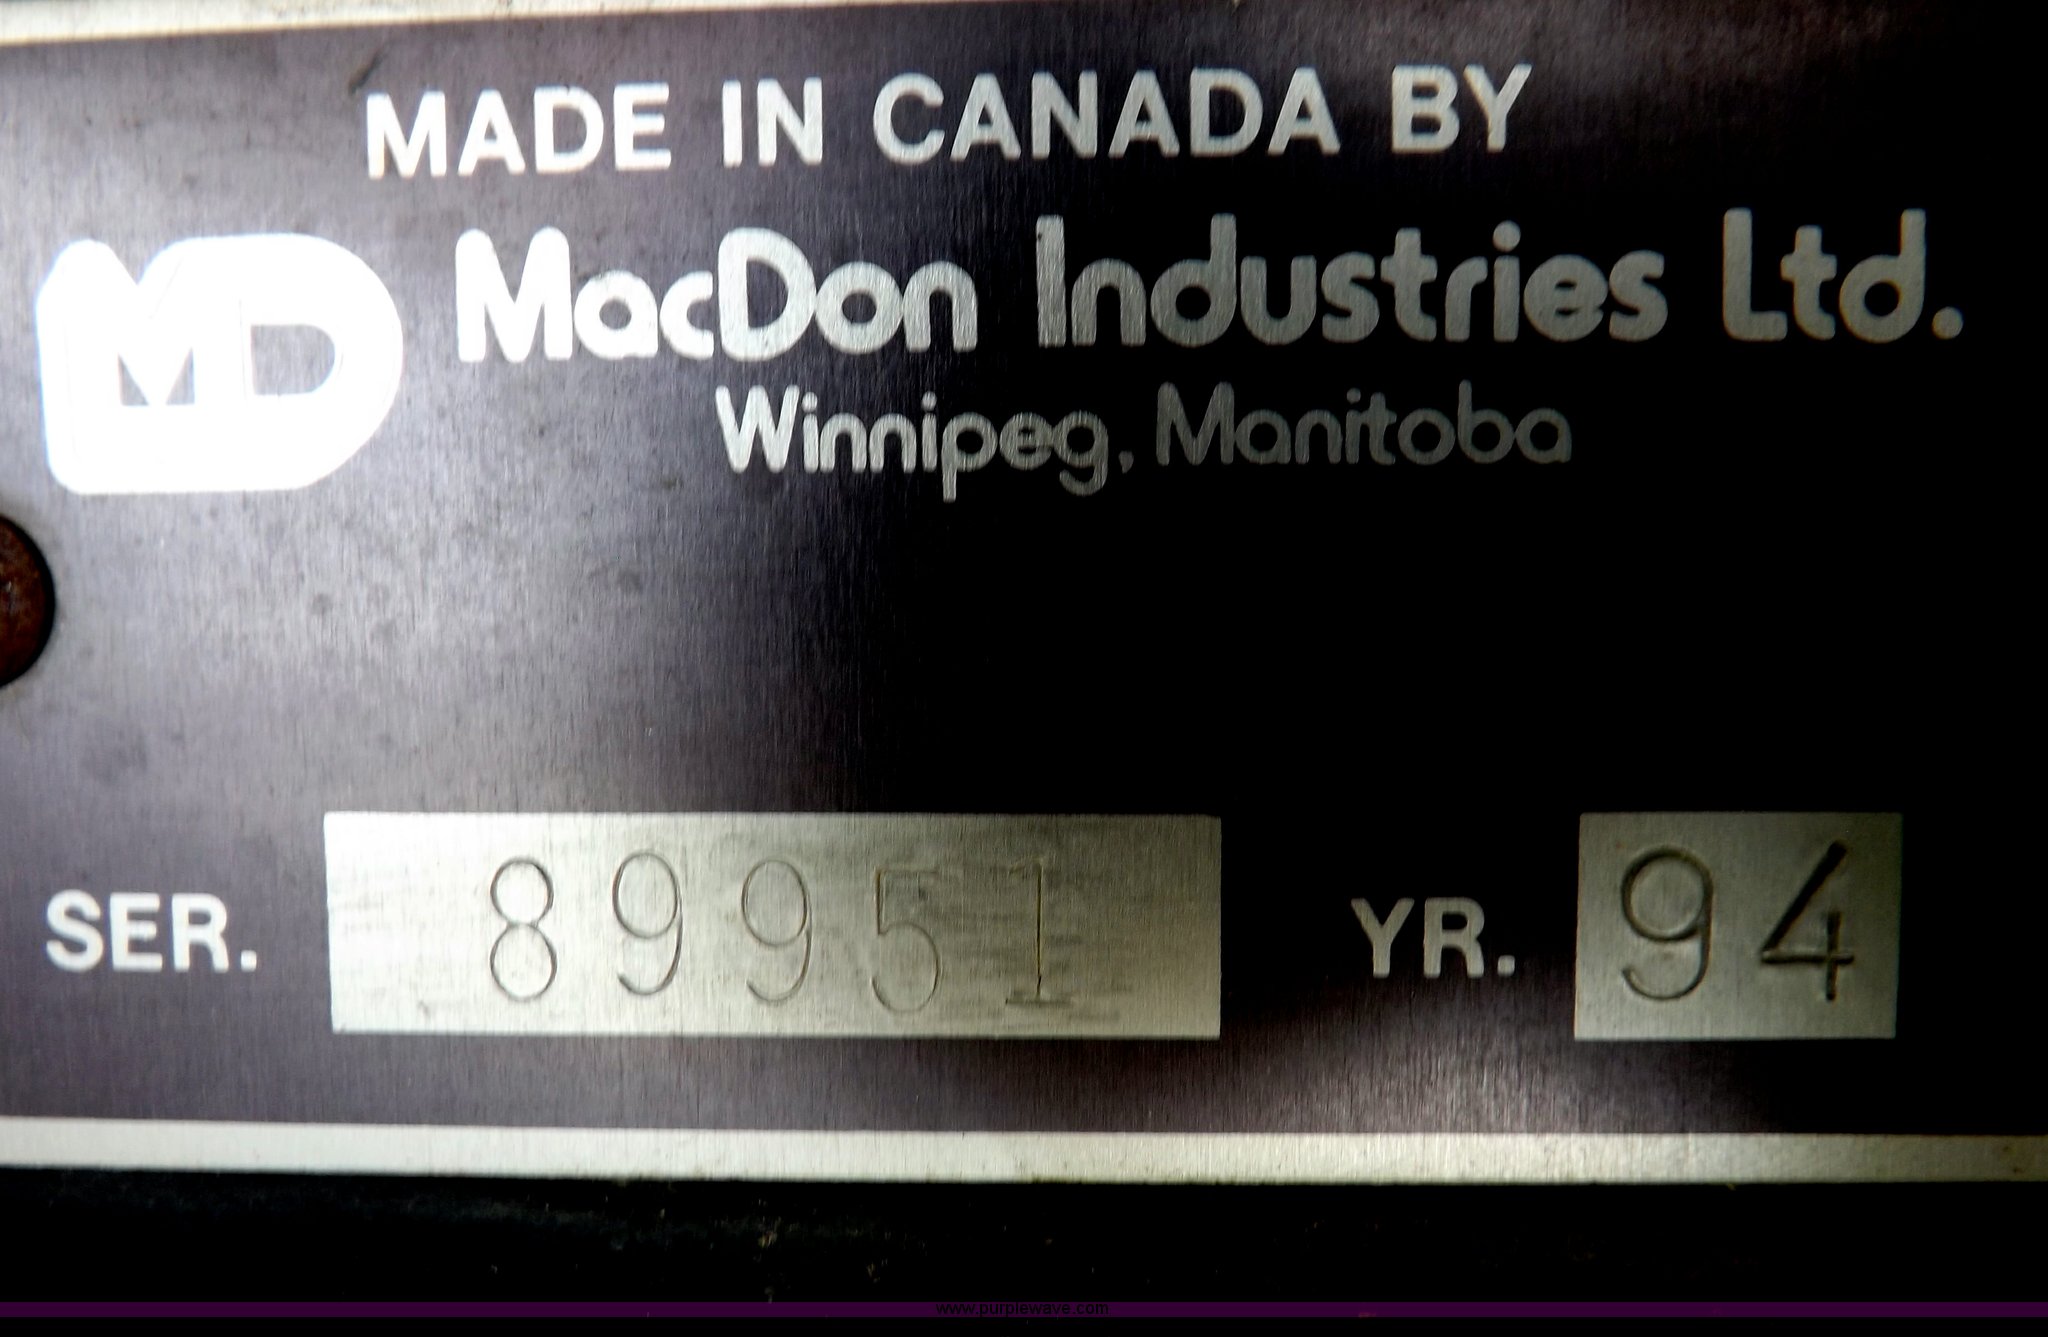 MADE IN CANADA BY
MD MacDon Industries Ltd.
Winnipeg, Manitoba
SER. 89951 YR. 94
www.purplewave.com